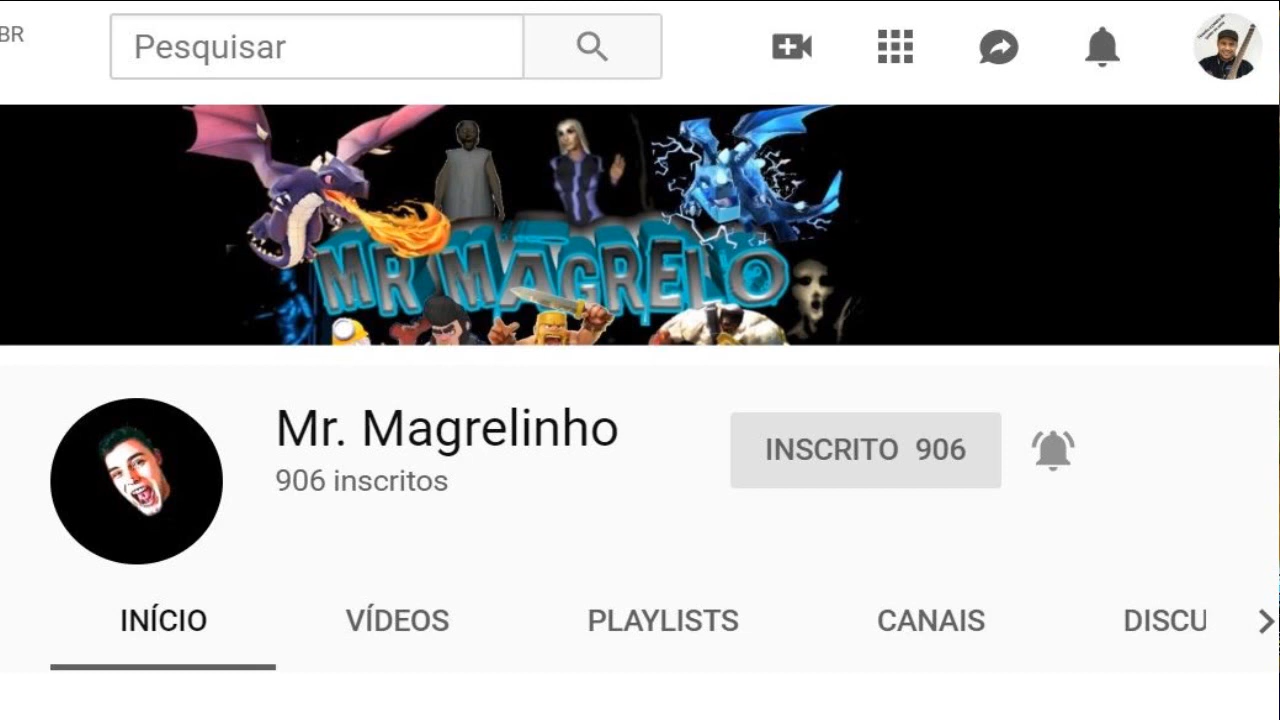 BR
Pesquisar
MR MAGRELO
Mr. Magrelinho
906 inscritos
INSCRITO 906
INÍCIO
VÍDEOS
PLAYLISTS
CANAIS
DISCU